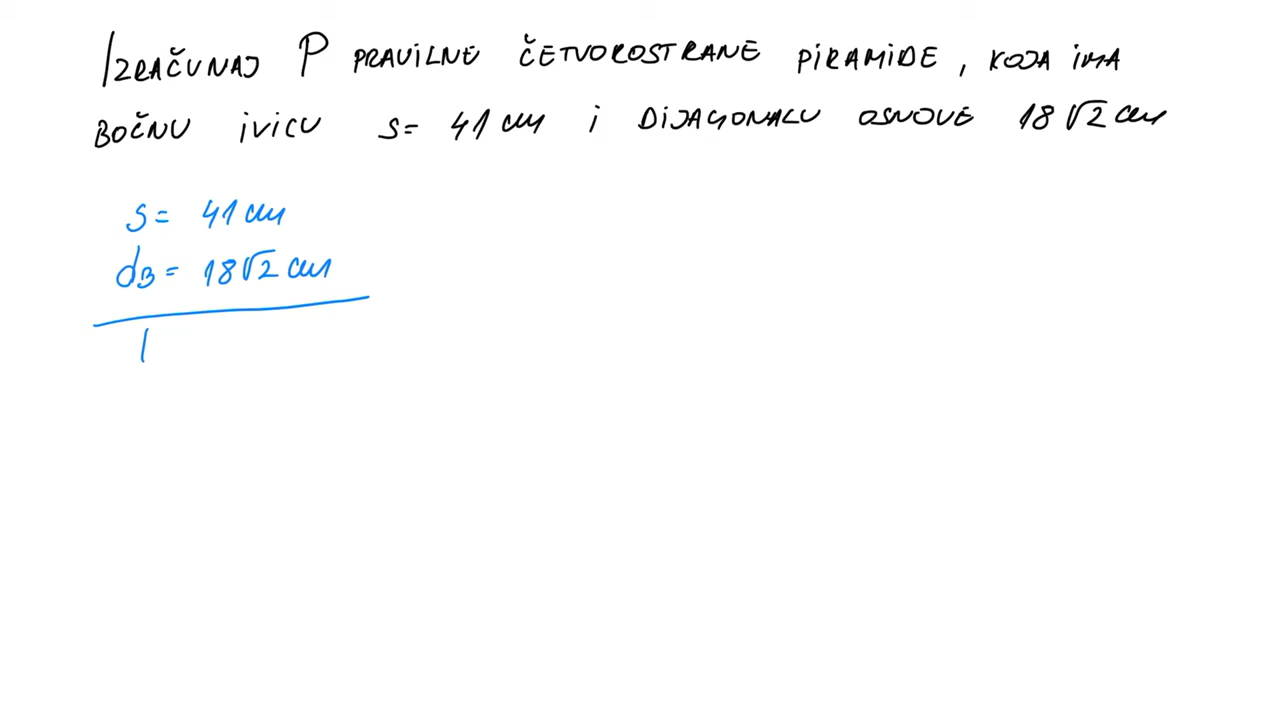 IZRAČUNAJ P PRAVILNE ČETVOROSTRANE PIRAMIDE, KOJA IMA
BOČNU IVICU S= 41 cm i DIJAGONALU OSNOVE 18√2 cm
S= 41 cm
dB= 18√2 cm